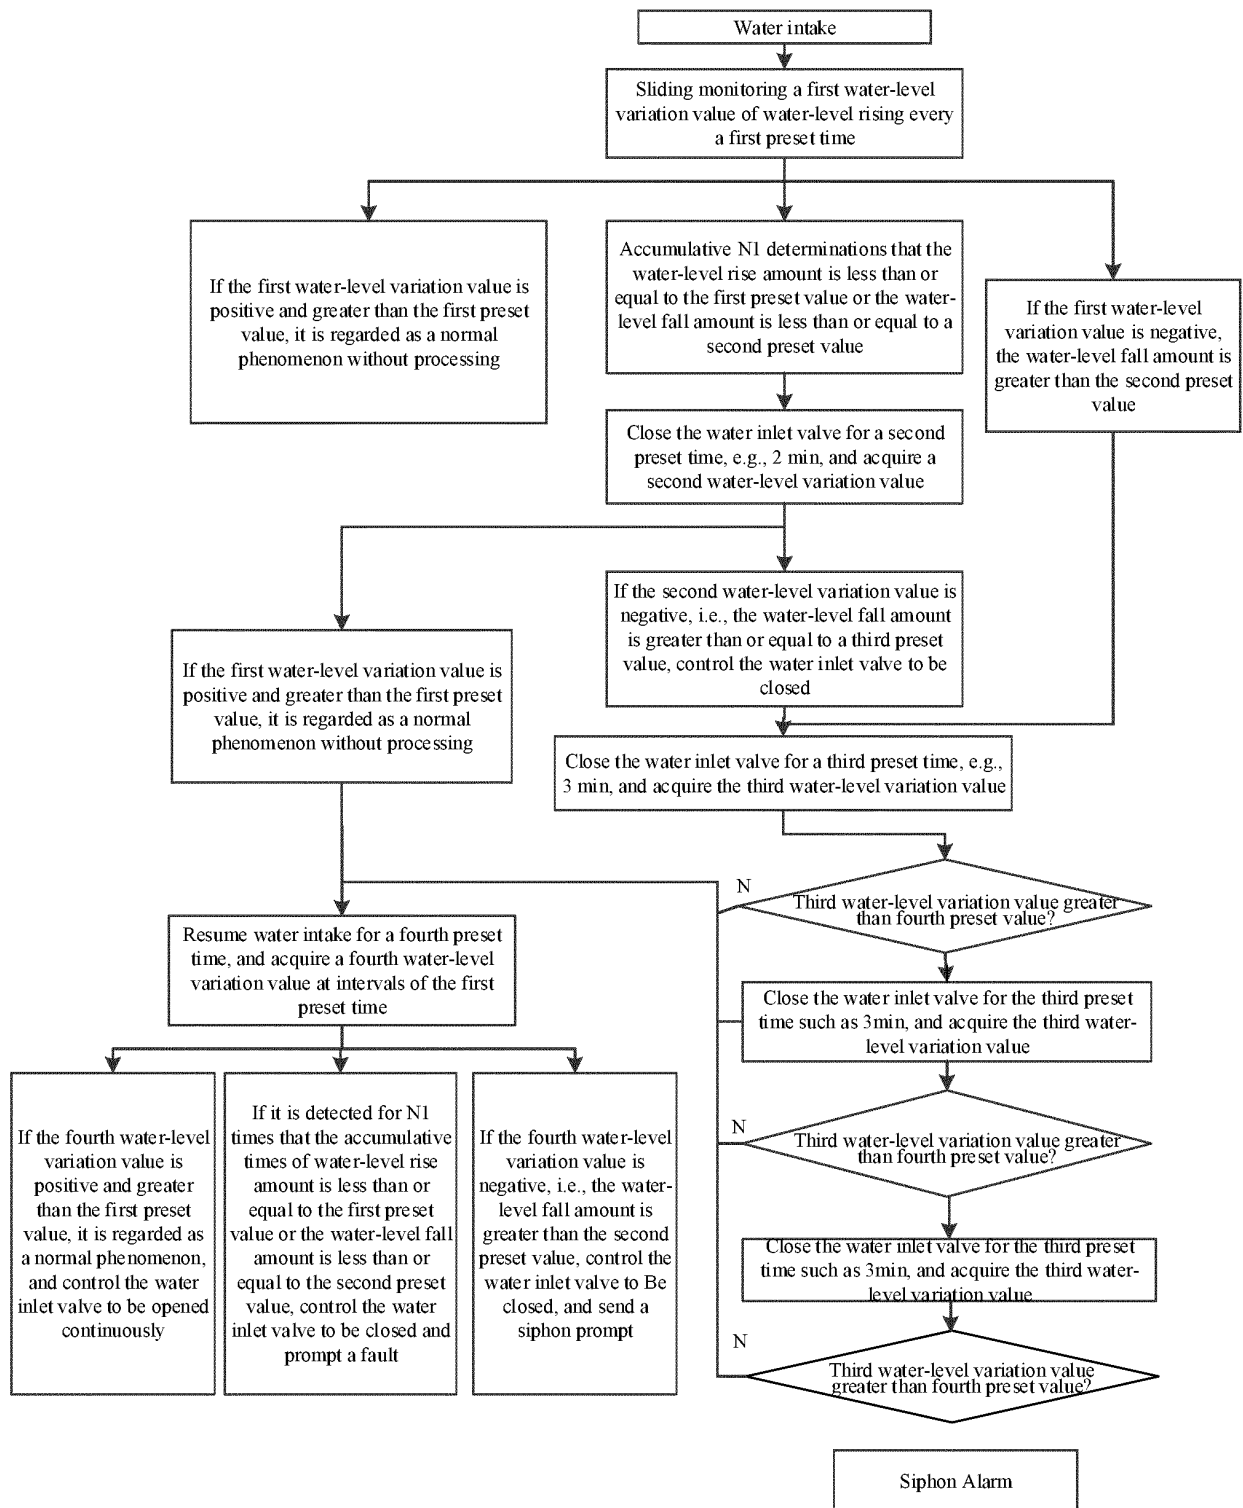 Water intake
Sliding monitoring a first water-level
variation value of water-level rising every
a first preset time
If the first water-level variation value is
positive and greater than the first preset
value, it is regarded as a normal
phenomenon without processing
Accumulative N1 determinations that the
water-level rise amount is less than or
equal to the first preset value or the water-
level fall amount is less than or equal to a
second preset value
If the first water-level
variation value is negative,
the water-level fall amount is
greater than the second preset
value
Close the water inlet valve for a second
preset time, e.g., 2 min, and acquire a
second water-level variation value
If the second water-level variation value is
negative, i.e., the water-level fall amount
is greater than or equal to a third preset
value, control the water inlet valve to be
closed
If the first water-level variation value is
positive and greater than the first preset
value, it is regarded as a normal
phenomenon without processing
Close the water inlet valve for a third preset time, e.g.,
3 min, and acquire the third water-level variation value
N
Third water-level variation value greater
than fourth preset value?
Resume water intake for a fourth preset
time, and acquire a fourth water-level
variation value at intervals of the first
preset time
Close the water inlet valve for the third preset
time such as 3min, and acquire the third water-
level variation value
If the fourth water-level
variation value is
positive and greater
than the first preset
value, it is regarded as
a normal phenomenon,
and control the water
inlet valve to be opened
continuously
If it is detected for N1
times that the accumulative
times of water-level rise
amount is less than or
equal to the first preset
value or the water-level fall
amount is less than or
equal to the second preset
value, control the water
inlet valve to be closed and
prompt a fault
If the fourth water-level
variation value is
negative, i.e., the water-
level fall amount is
greater than the second
preset value, control the
water inlet valve to Be
closed, and send a
siphon prompt
N
Third water-level variation value greater
than fourth preset value?
Close the water inlet valve for the third preset
time such as 3min, and acquire the third water-
level variation value
N
Third water-level variation value
greater than fourth preset value?
Siphon Alarm